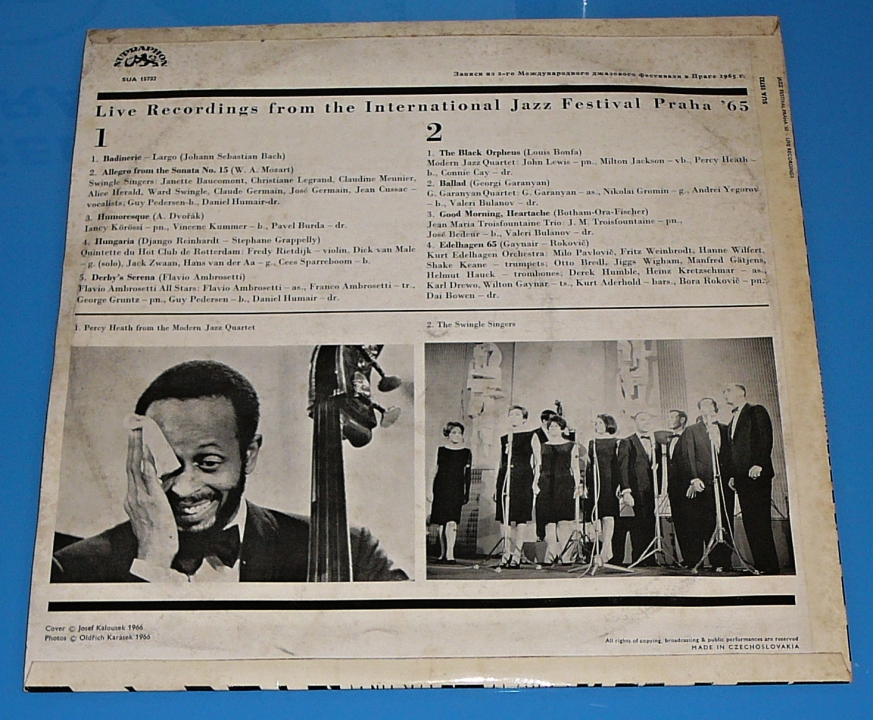 SUPRAPHON
SUA 15732
Записи из 2-го Международного джазового фестиваля в Праге 1965 г.
Live Recordings from the International Jazz Festival Praha '65
1
1. Badinerie – Largo (Johann Sebastian Bach)
2. Allegro from the Sonata No. 15 (W. A. Mozart)
Swingle Singers: Janette Baucomont, Christiane Legrand, Claudine Meunier,
Alice Herald, Ward Swingle, Claude Germain, José Germain, Jean Cussac –
vocalists, Guy Pedersen-b., Daniel Humair-dr.
3. Humoresque (A. Dvořák)
Iancy Körössi – pn., Vincenc Kummer – b., Pavel Burda – dr.
4. Hungaria (Django Reinhardt – Stephane Grappelly)
Quintette du Hot Club de Rotterdam: Fredy Rietdijk – violin, Dick van Male
– g. (solo), Jack Zwaan, Hans van der Aa – g., Cees Sparreboom – b.
5. Derby's Serena (Flavio Ambrosetti)
Flavio Ambrosetti All Stars: Flavio Ambrosetti – as., Franco Ambrosetti – tr.,
George Gruntz – pn., Guy Pedersen – b., Daniel Humair – dr.
2
1. The Black Orpheus (Louis Bonfa)
Modern Jazz Quartet: John Lewis – pn., Milton Jackson – vb., Percy Heath –
b., Connie Cay – dr.
2. Ballad (Georgi Garanyan)
G. Garanyan Quartet: G. Garanyan – as., Nikolai Gromin – g., Andrei Yegorov
– b., Valeri Bulanov – dr.
3. Good Morning, Heartache (Botham-Ora-Fischer)
Jean Maria Troisfountaine Trio: J. M. Troisfountaine – pn.,
José Bedeur – b., Valeri Bulanov – dr.
4. Edelhagen 65 (Gaynair – Rokovič)
Kurt Edelhagen Orchestra: Milo Pavlovič, Fritz Weinbrodt, Hanne Wilfert,
Shake Keane – trumpets; Otto Bredl, Jiggs Wigham, Manfred Gätjens,
Helmut Hauck – trombones; Derek Humble, Heinz Kretzschmar – as.,
Karl Drewo, Wilton Gaynar – ts., Kurt Aderhold – bars., Bora Rokovič – pn.,
Dai Bowen – dr.
1. Percy Heath from the Modern Jazz Quartet
2. The Swingle Singers
Cover © Josef Kalousek 1966
Photos © Oldřich Karásek 1966
All rights of copying, broadcasting & public performances are reserved
MADE IN CZECHOSLOVAKIA
SUA 15732
JAZZ FESTIVAL PRAHA 65 - LIVE RECORDINGS